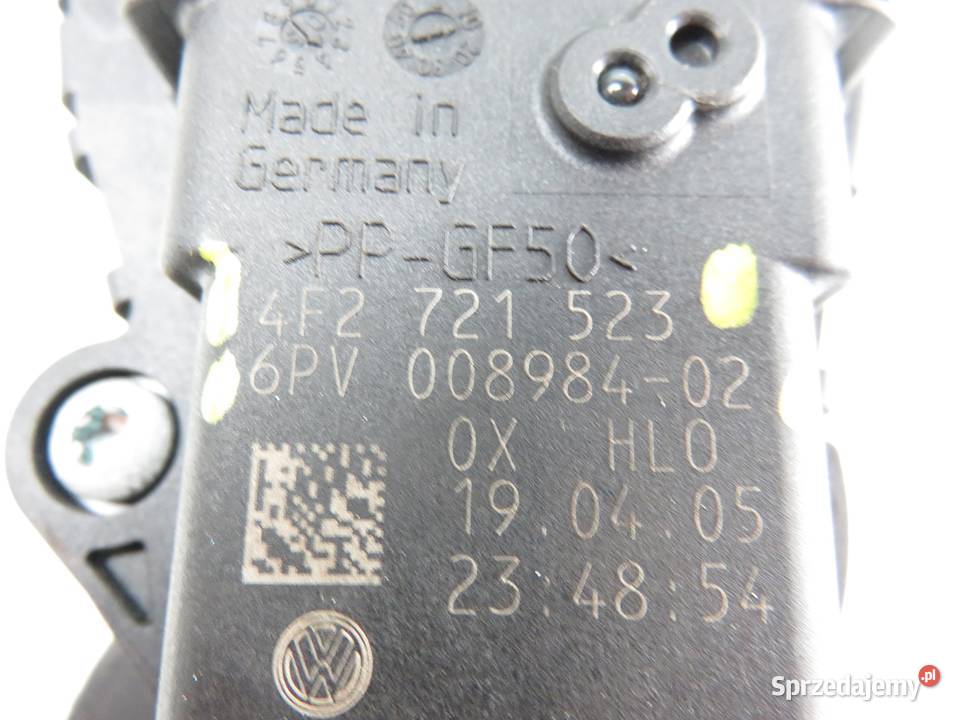 Made in
Germany
>PP-GF50<
4F2 721 523
6PV 008984-02
0X HL0
19.04.05
23:48:54
VW
Sprzedajemy.pl